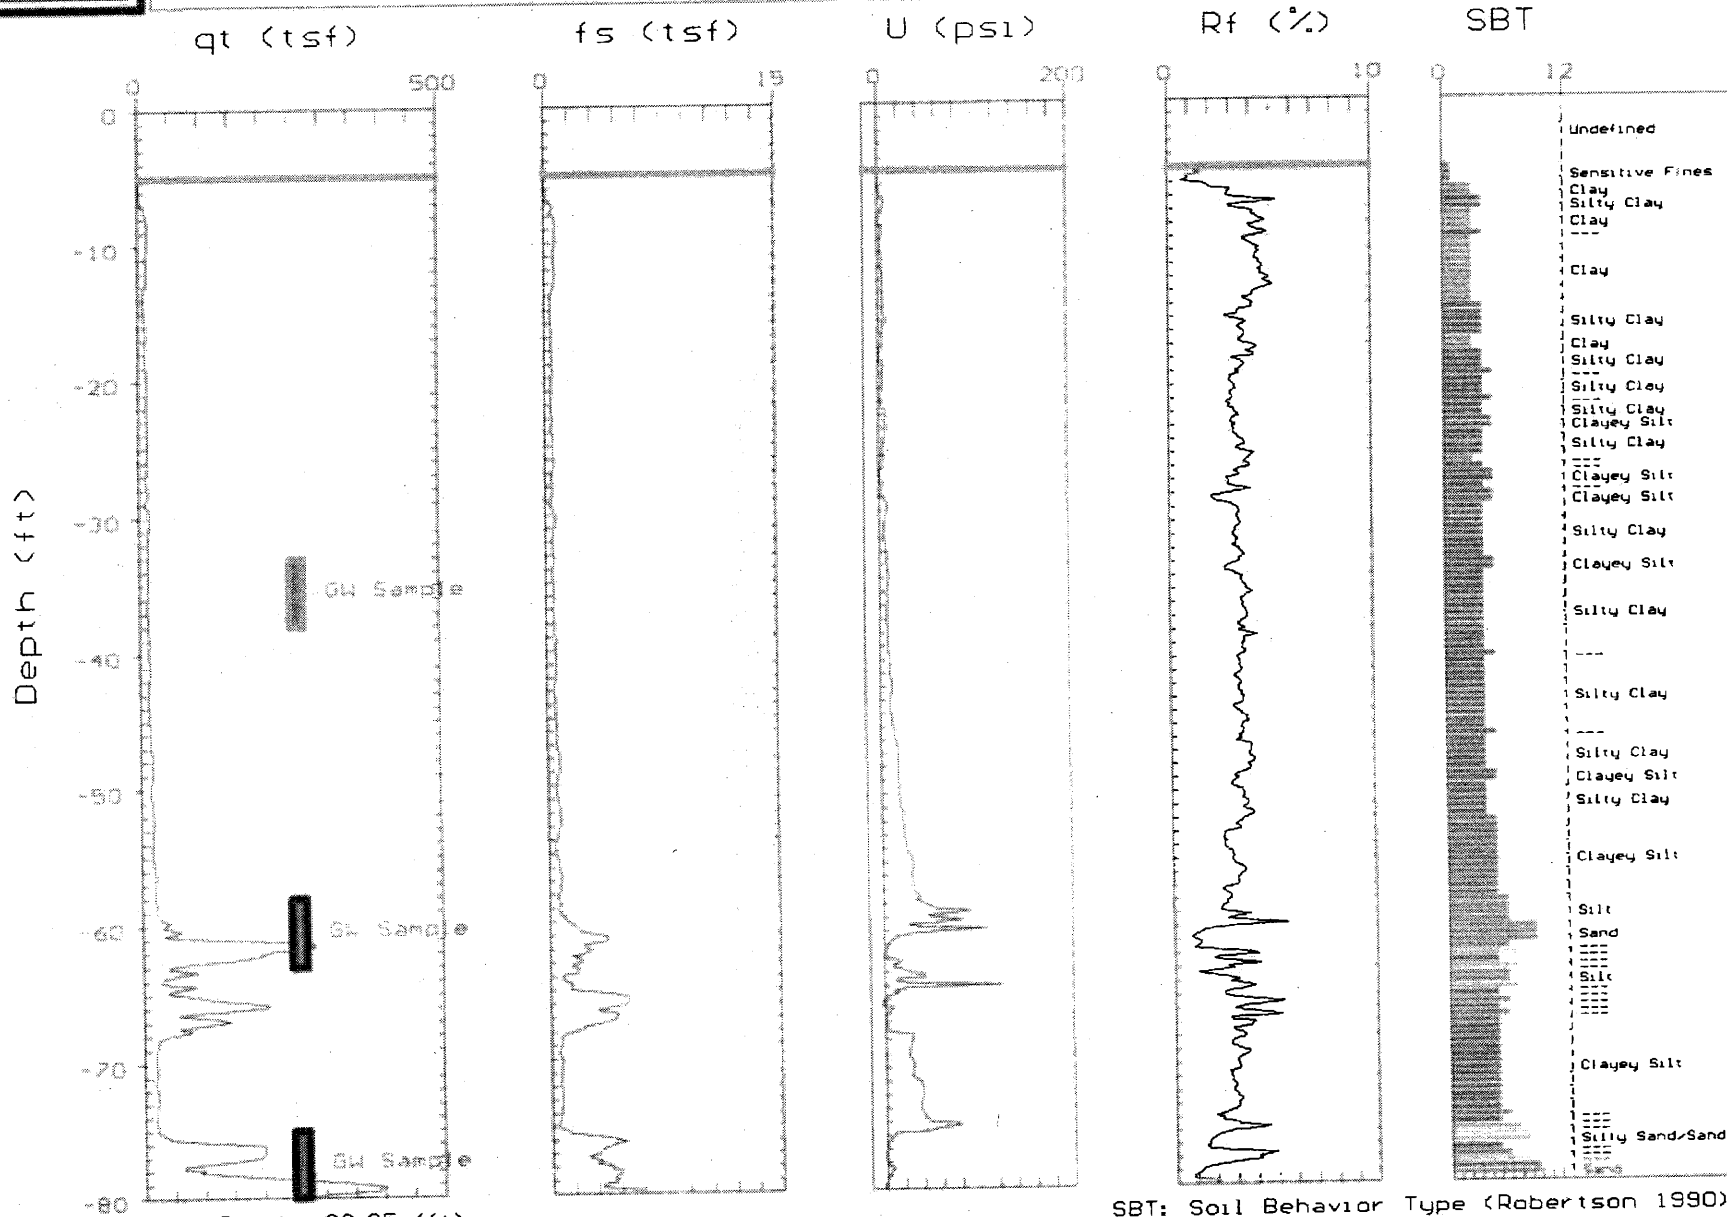 qt (tsf)
fs (tsf)
U (psi)
Rf (%)
SBT
0 500
0 15
0 200
0 10
0 12
Depth (ft)
0
-10
-20
-30
-40
-50
-60
-70
-80
GW Sample
GW Sample
GW Sample
Undefined
Sensitive Fines
Clay
Silty Clay
Clay
---
Clay
Silty Clay
Clay
Silty Clay
---
Silty Clay
---
Silty Clay
Clayey Silt
Silty Clay
---
---
Clayey Silt
---
Clayey Silt
Silty Clay
Clayey Silt
Silty Clay
---
Silty Clay
---
Silty Clay
Clayey Silt
Silty Clay
Clayey Silt
Silt
Sand
---
---
---
---
Silt
---
---
---
---
---
Clayey Silt
---
---
---
Silty Sand/Sand
---
---
Sand
SBT: Soil Behavior Type (Robertson 1990)